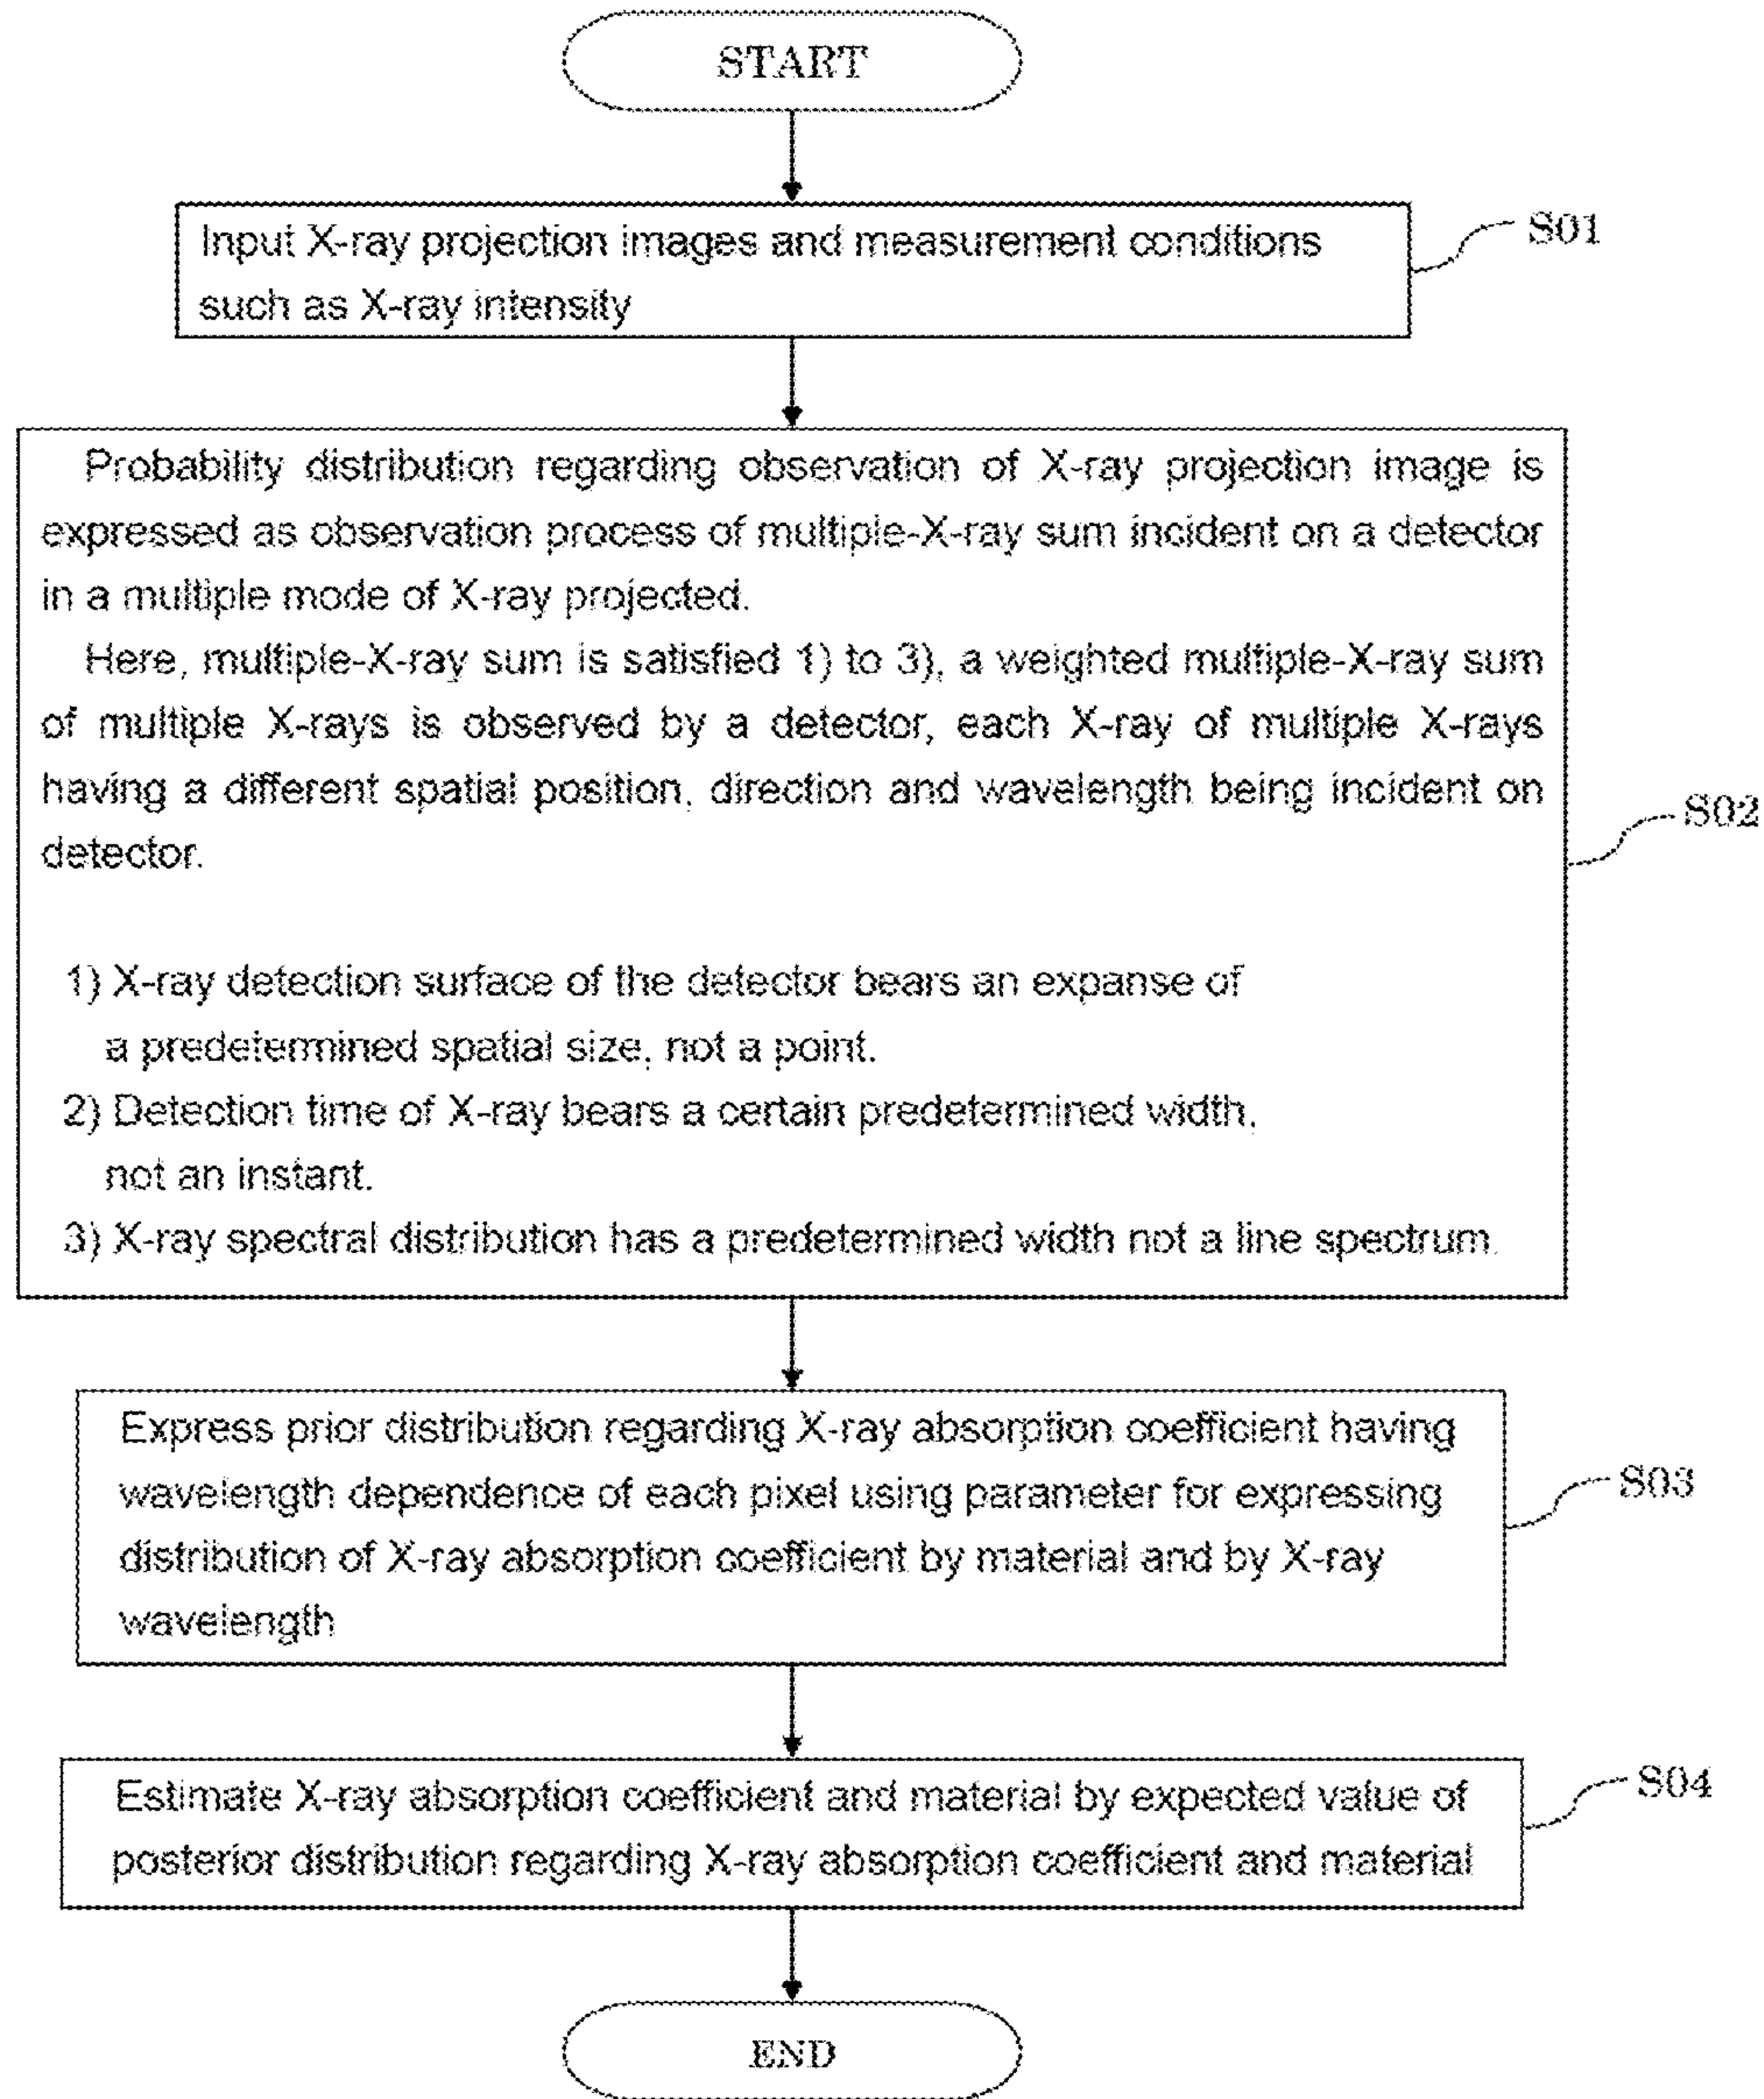 START
Input X-ray projection images and measurement conditions
such as X-ray intensity
S01
Probability distribution regarding observation of X-ray projection image is
expressed as observation process of multiple-X-ray sum incident on a detector
in a multiple mode of X-ray projected.
Here, multiple-X-ray sum is satisfied 1) to 3), a weighted multiple-X-ray sum
of multiple X-rays is observed by a detector, each X-ray of multiple X-rays
having a different spatial position, direction and wavelength being incident on
detector.
S02
1) X-ray detection surface of the detector bears an expanse of
a predetermined spatial size, not a point.
2) Detection time of X-ray bears a certain predetermined width,
not an instant.
3) X-ray spectral distribution has a predetermined width not a line spectrum.
Express prior distribution regarding X-ray absorption coefficient having
wavelength dependence of each pixel using parameter for expressing
distribution of X-ray absorption coefficient by material and by X-ray
wavelength
S03
Estimate X-ray absorption coefficient and material by expected value of
posterior distribution regarding X-ray absorption coefficient and material
S04
END